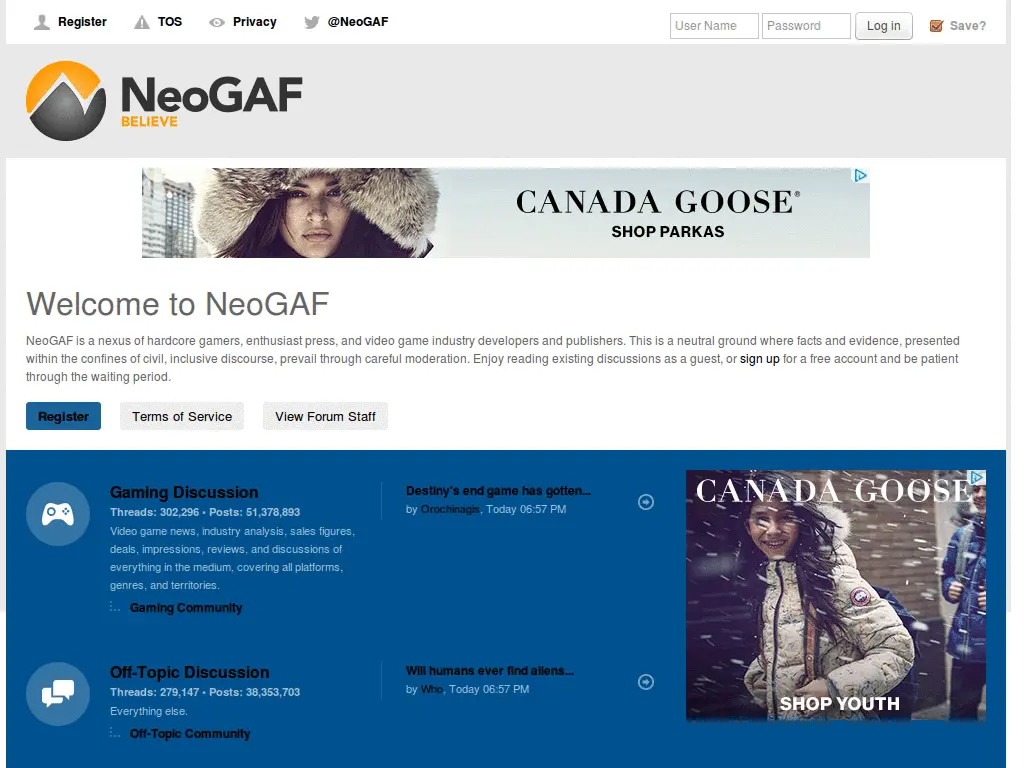 Register TOS Privacy @NeoGAF User Name Password Log in Save?
NeoGAF
BELIEVE
CANADA GOOSE®
SHOP PARKAS
Welcome to NeoGAF
NeoGAF is a nexus of hardcore gamers, enthusiast press, and video game industry developers and publishers. This is a neutral ground where facts and evidence, presented
within the confines of civil, inclusive discourse, prevail through careful moderation. Enjoy reading existing discussions as a guest, or sign up for a free account and be patient
through the waiting period.
Register Terms of Service View Forum Staff
Gaming Discussion
Threads: 302,296 • Posts: 51,378,893
Video game news, industry analysis, sales figures,
deals, impressions, reviews, and discussions of
everything in the medium, covering all platforms,
genres, and territories.
Gaming Community
Destiny's end game has gotten...
by Orochinagis, Today 06:57 PM
CANADA GOOSE
SHOP YOUTH
Off-Topic Discussion
Threads: 279,147 • Posts: 38,353,703
Everything else.
Off-Topic Community
Will humans ever find aliens...
by Who, Today 06:57 PM